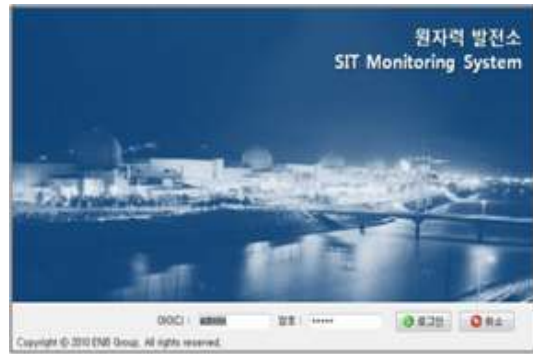 원자력 발전소
SIT Monitoring System
아이디 : admin 암호 : ***** 로그인 취소
Copyright © 2010 ENB Group. All rights reserved.